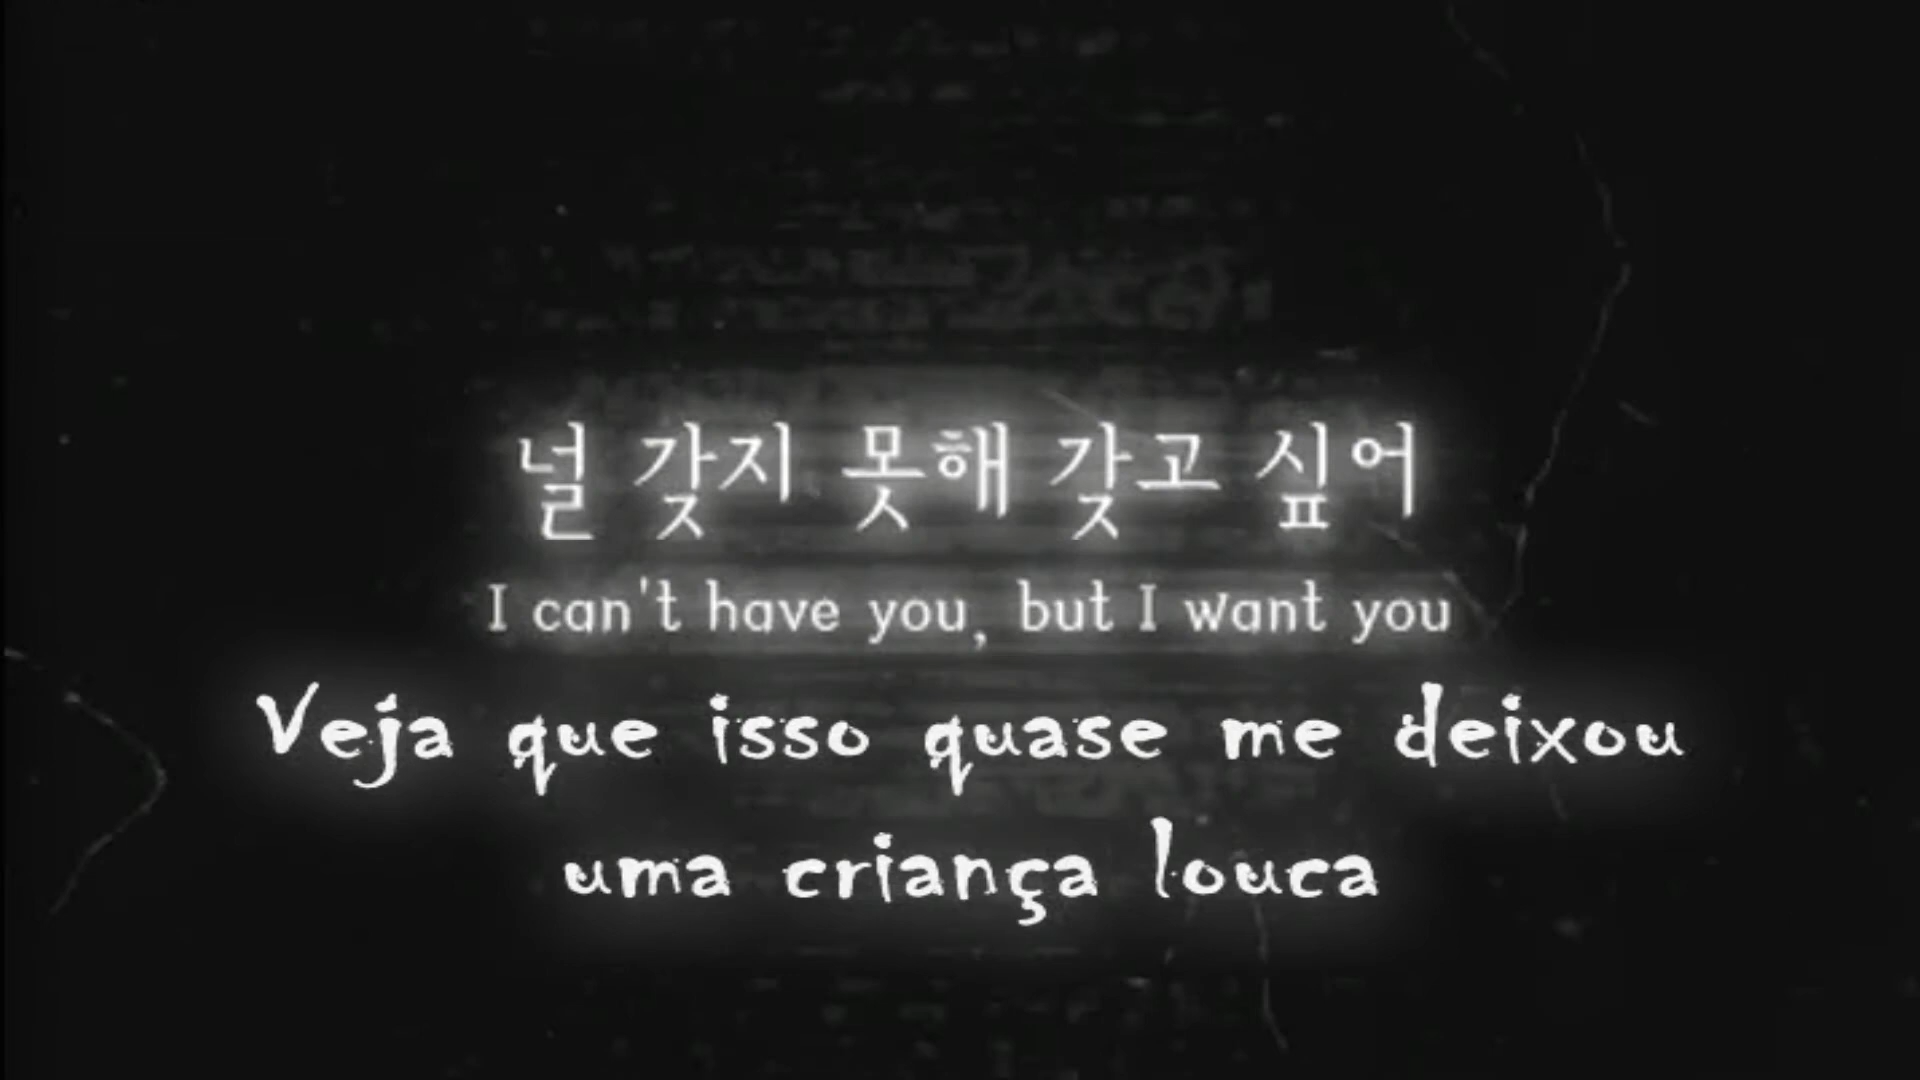 널 갖지 못해 갖고 싶어
I can't have you, but I want you
Veja que isso quase me deixou
uma criança louca